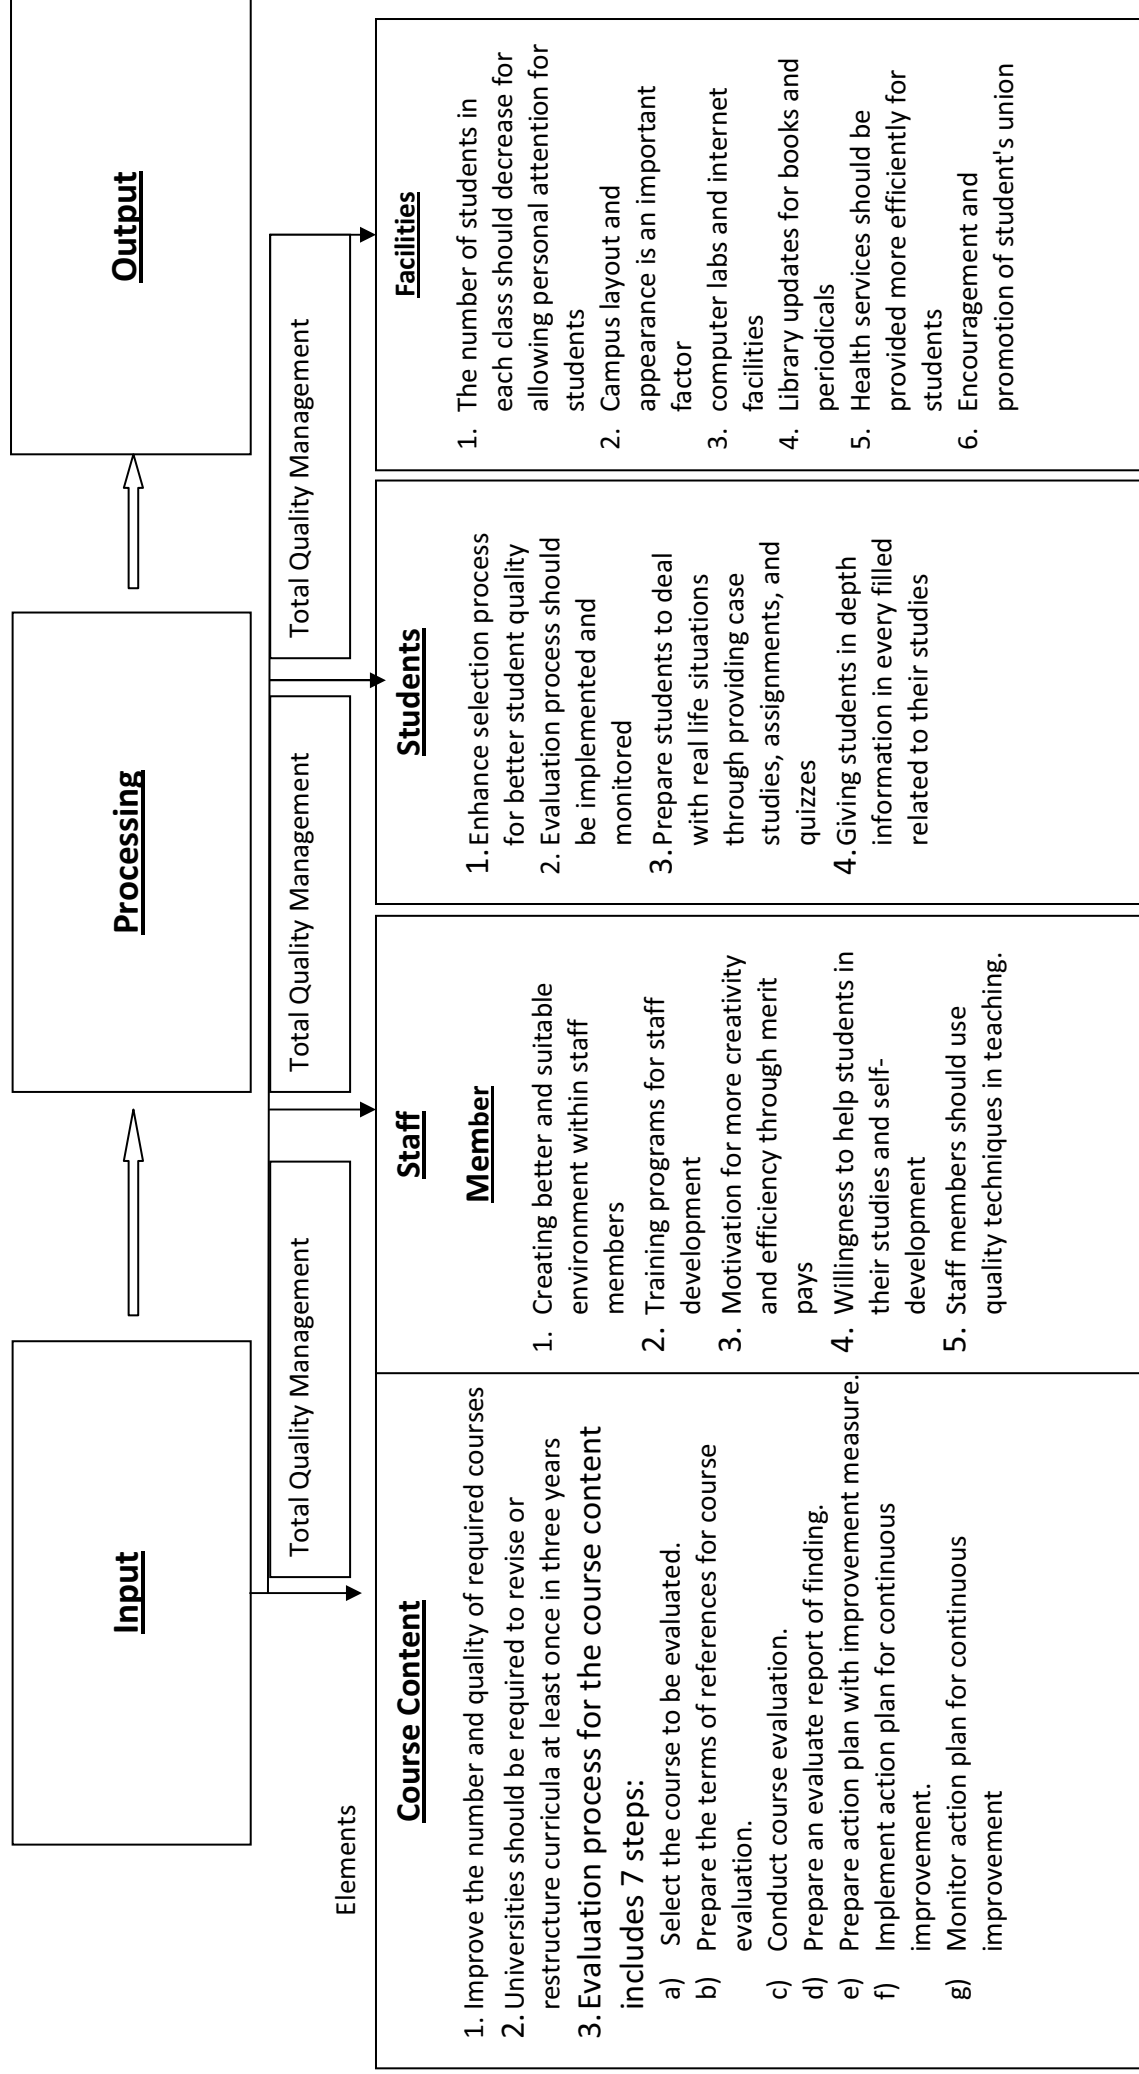 Input
Processing
Output
Total Quality Management
Total Quality Management
Total Quality Management
Elements
Course Content
1. Improve the number and quality of required courses
2. Universities should be required to revise or
restructure curricula at least once in three years
3. Evaluation process for the course content
includes 7 steps:
a) Select the course to be evaluated.
b) Prepare the terms of references for course
evaluation.
c) Conduct course evaluation.
d) Prepare an evaluate report of finding.
e) Prepare action plan with improvement measure.
f) Implement action plan for continuous
improvement.
g) Monitor action plan for continuous
improvement
Staff
Member
1. Creating better and suitable
environment within staff
members
2. Training programs for staff
development
3. Motivation for more creativity
and efficiency through merit
pays
4. Willingness to help students in
their studies and self-
development
5. Staff members should use
quality techniques in teaching.
Students
1. Enhance selection process
for better student quality
2. Evaluation process should
be implemented and
monitored
3. Prepare students to deal
with real life situations
through providing case
studies, assignments, and
quizzes
4. Giving students in depth
information in every filled
related to their studies
Facilities
1. The number of students in
each class should decrease for
allowing personal attention for
students
2. Campus layout and
appearance is an important
factor
3. computer labs and internet
facilities
4. Library updates for books and
periodicals
5. Health services should be
provided more efficiently for
students
6. Encouragement and
promotion of student's union